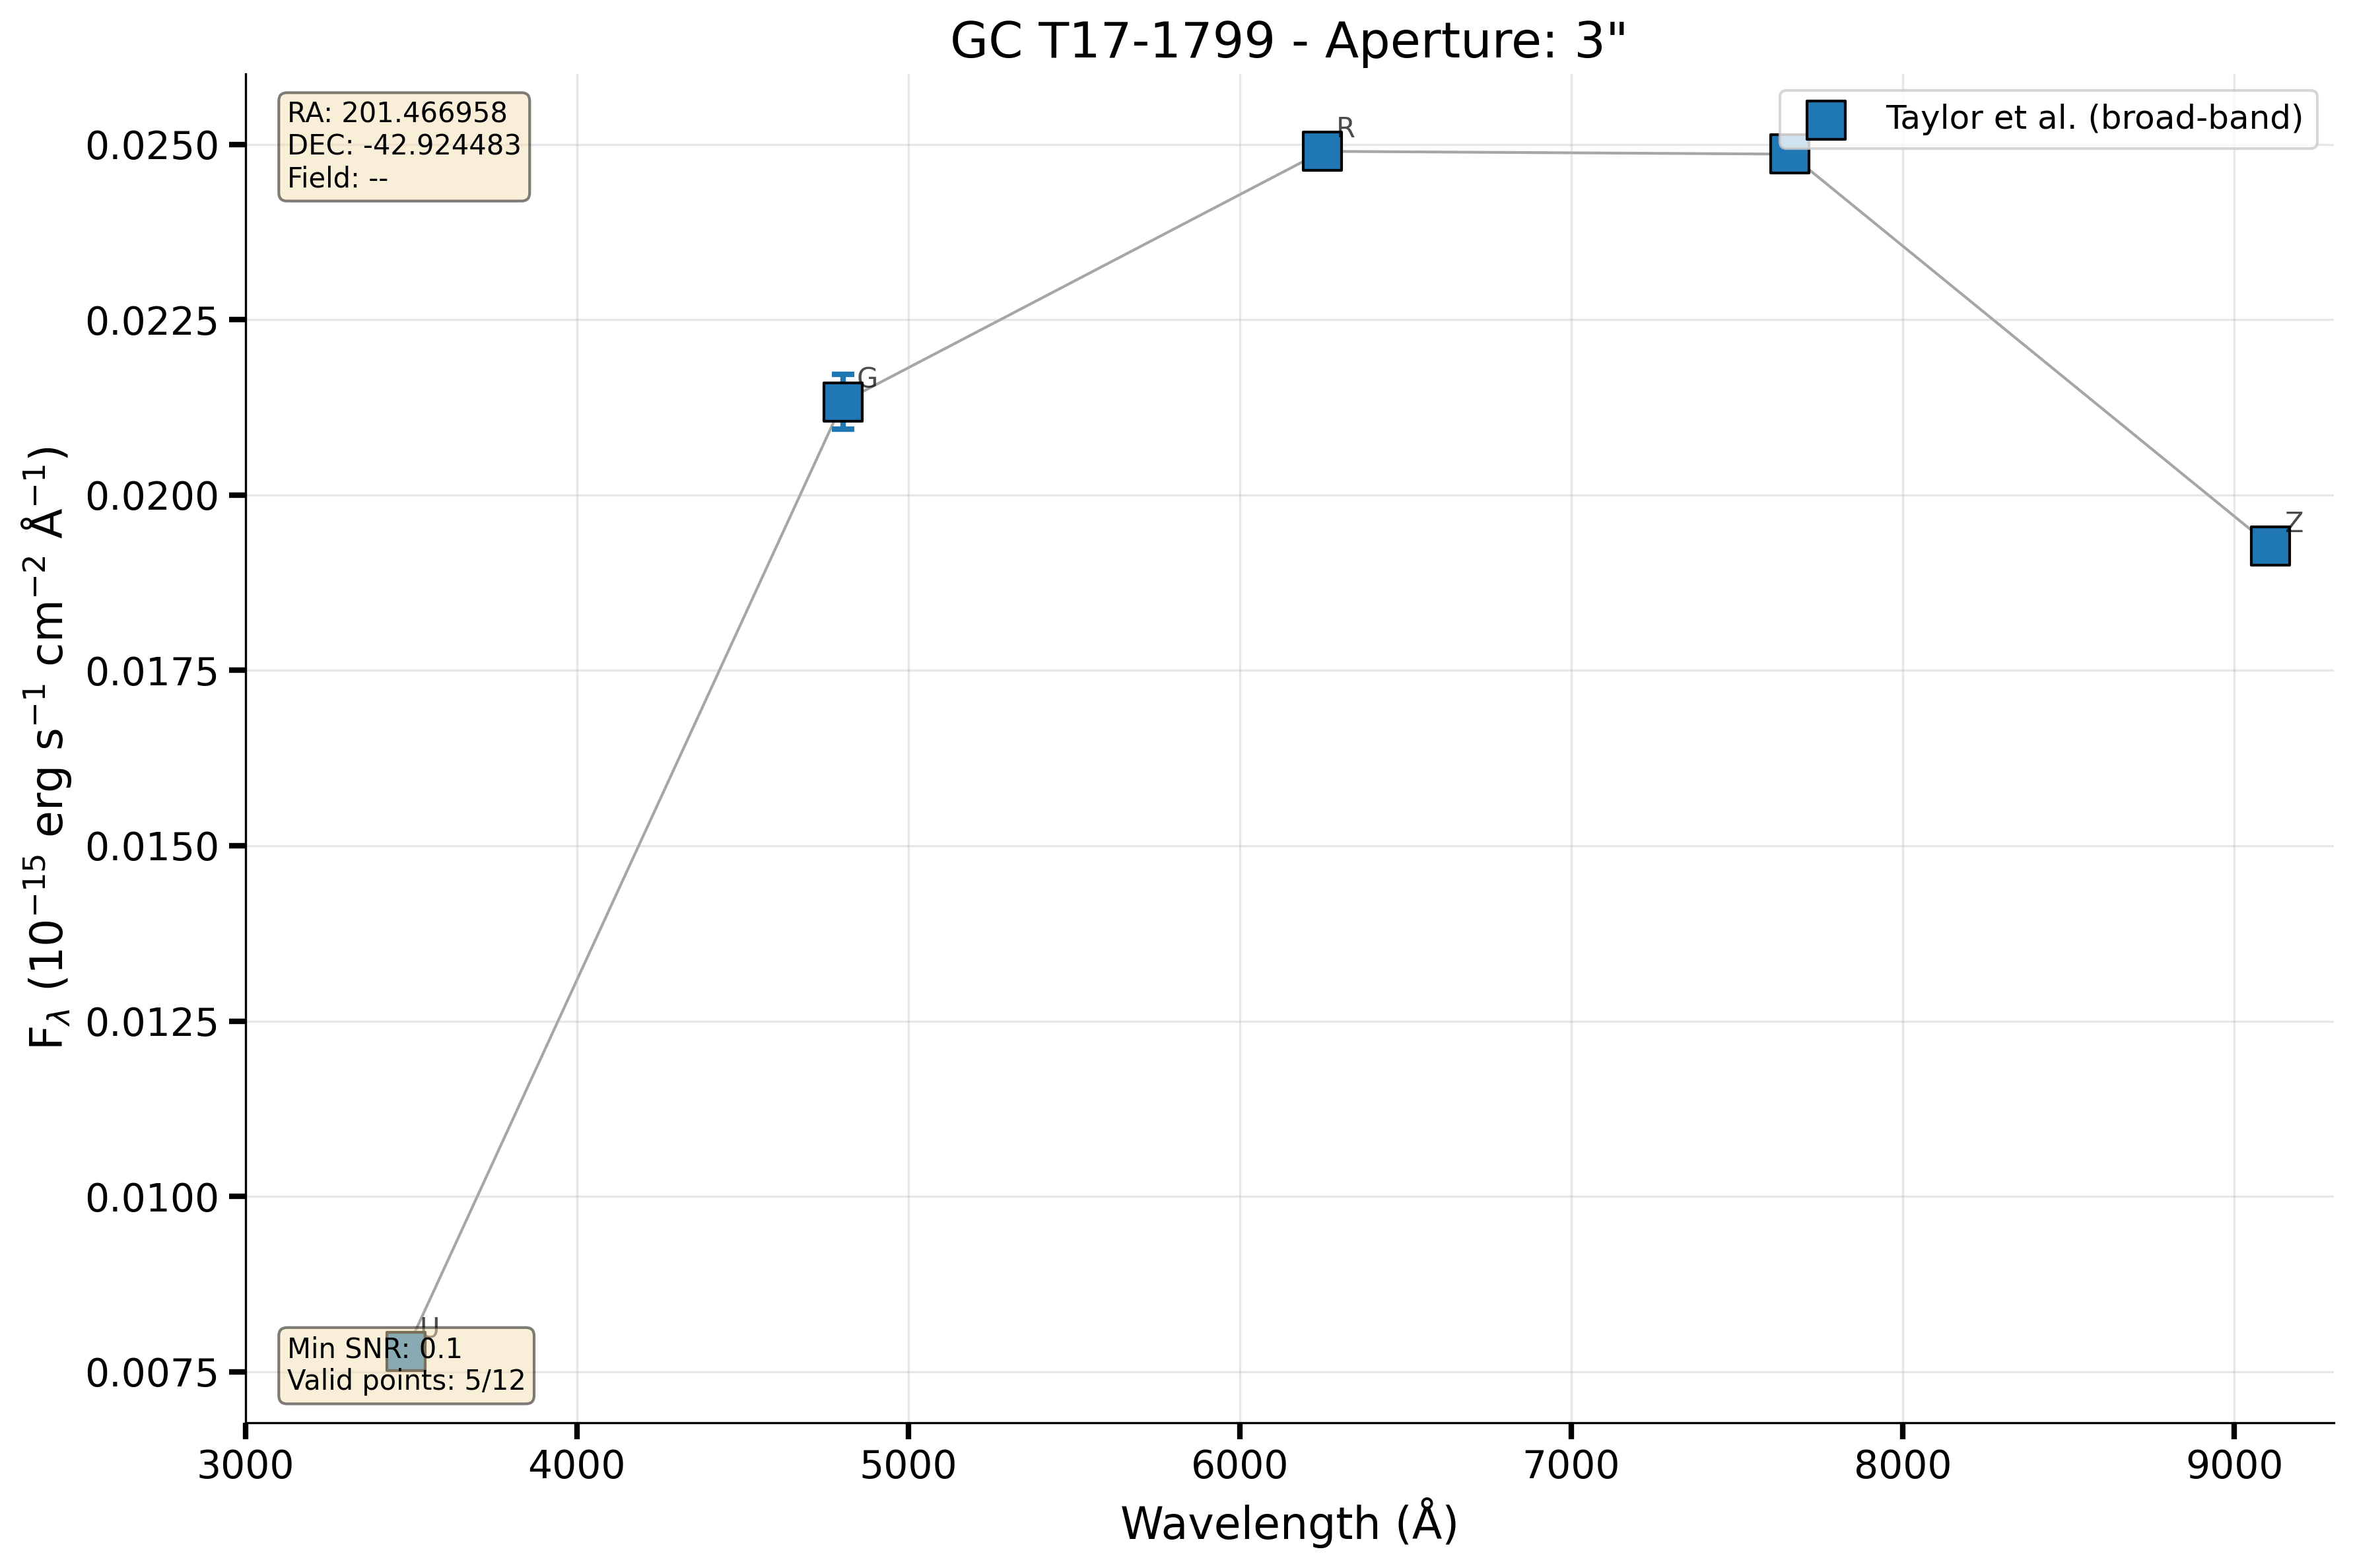 GC T17-1799 - Aperture: 3"
RA: 201.466958
DEC: -42.924483
Field: --
Taylor et al. (broad-band)
R
G
Z
U
Min SNR: 0.1
Valid points: 5/12
0.0250
0.0225
0.0200
0.0175
0.0150
0.0125
0.0100
0.0075
F_λ (10⁻¹⁵ erg s⁻¹ cm⁻² Å⁻¹)
3000 4000 5000 6000 7000 8000 9000
Wavelength (Å)